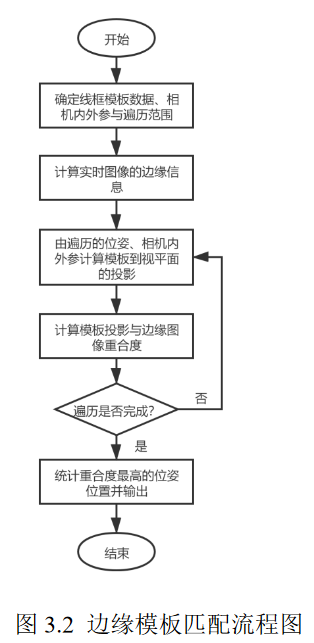 开始
确定线框模板数据、相
机内外参与遍历范围
计算实时图像的边缘信
息
由遍历的位姿、相机内
外参计算模板到视平面
的投影
计算模板投影与边缘图
像重合度
遍历是否完成？
否
是
统计重合度最高的位姿
位置并输出
结束
图 3.2 边缘模板匹配流程图